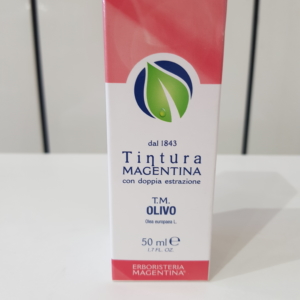 dal 1843
Tintura
MAGENTINA
con doppia estrazione
T.M.
OLIVO
Olea europaea L.
50 ml e
1.7 FL. OZ.
ERBORISTERIA
MAGENTINA®